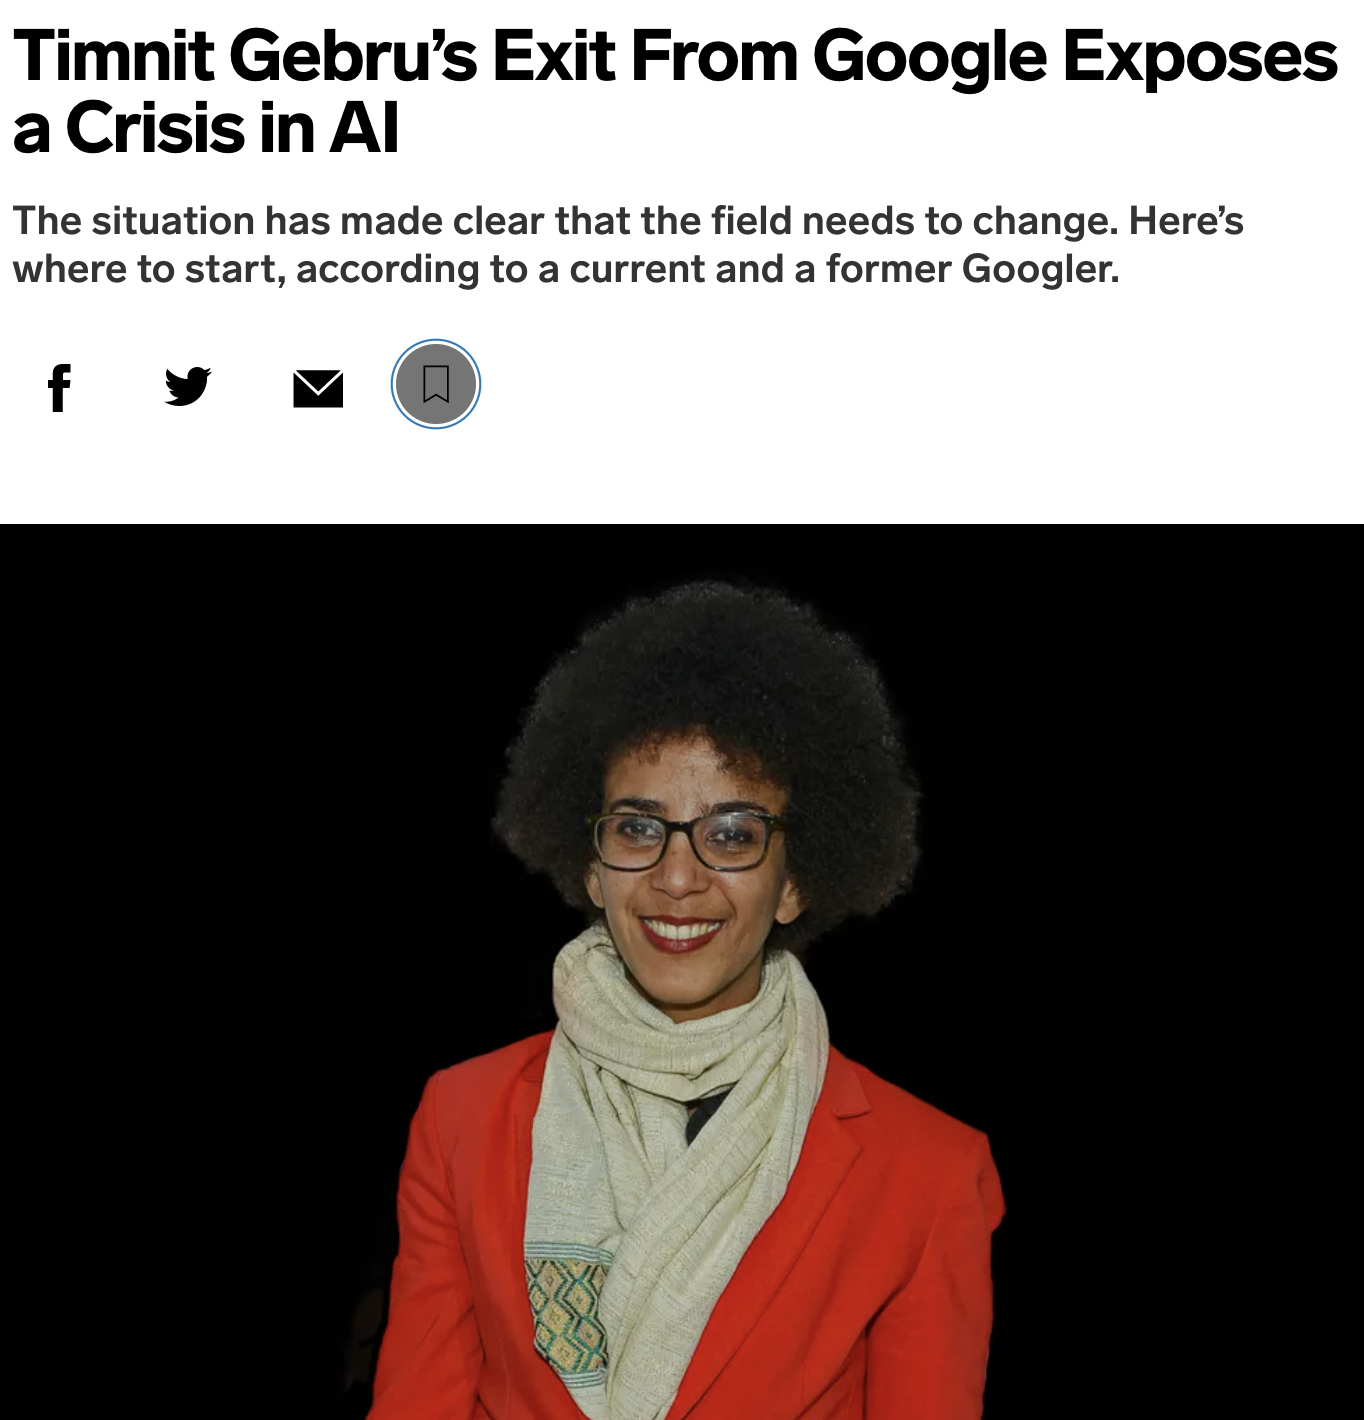 Timnit Gebru’s Exit From Google Exposes
a Crisis in AI
The situation has made clear that the field needs to change. Here’s
where to start, according to a current and a former Googler.